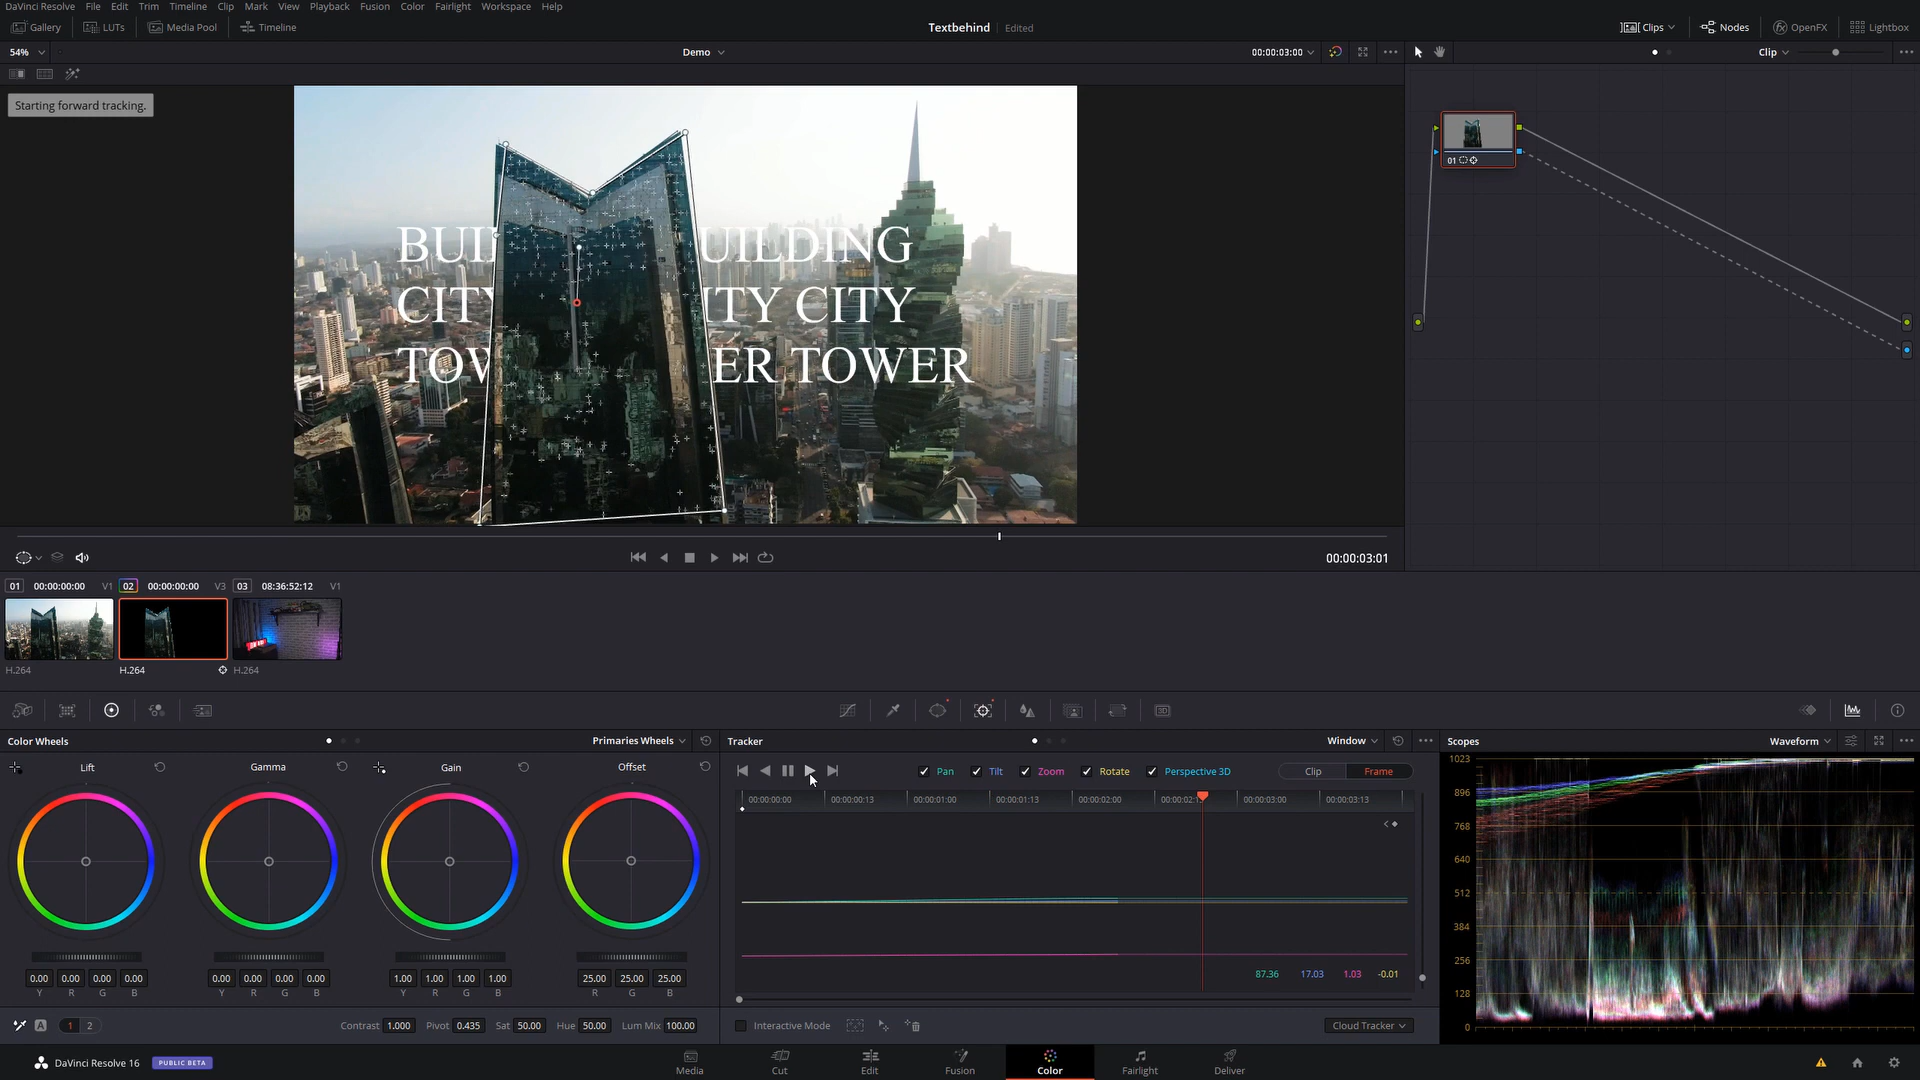 DaVinci Resolve File Edit Trim Timeline Clip Mark View Playback Fusion Color Fairlight Workspace Help
Gallery LUTs Media Pool Timeline Textbehind Edited Clips Nodes OpenFX Lightbox
54% Demo 00:00:03:00 Clip
Starting forward tracking.
BUI UILDING
CITY ITY CITY
TOW ER TOWER
01
00:00:03:01
01 00:00:00:00 V1 02 00:00:00:00 V3 03 08:36:52:12 V1
H.264 H.264 H.264
3D
Color Wheels Primaries Wheels Tracker Window Scopes Waveform
Lift Gamma Gain Offset
Pan Tilt Zoom Rotate Perspective 3D Clip Frame
00:00:00:00 00:00:00:13 00:00:01:00 00:00:01:13 00:00:02:00 00:00:02:1 00:00:03:00 00:00:03:13
1023
896
768
640
512
384
256
128
0
87.36 17.03 1.03 -0.01
0.00 0.00 0.00 0.00 0.00 0.00 0.00 0.00 1.00 1.00 1.00 1.00 25.00 25.00 25.00
Y R G B Y R G B Y R G B R G B
A 1 2 Contrast 1.000 Pivot 0.435 Sat 50.00 Hue 50.00 Lum Mix 100.00
Interactive Mode Cloud Tracker
DaVinci Resolve 16 PUBLIC BETA Media Cut Edit Fusion Color Fairlight Deliver